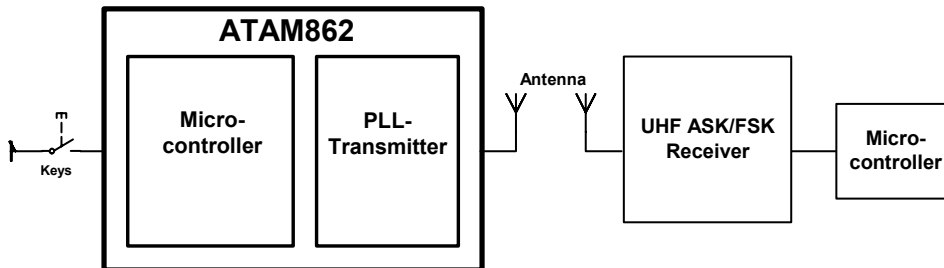 ATAM862
Micro-
controller
PLL-
Transmitter
Keys
Antenna
UHF ASK/FSK
Receiver
Micro-
controller